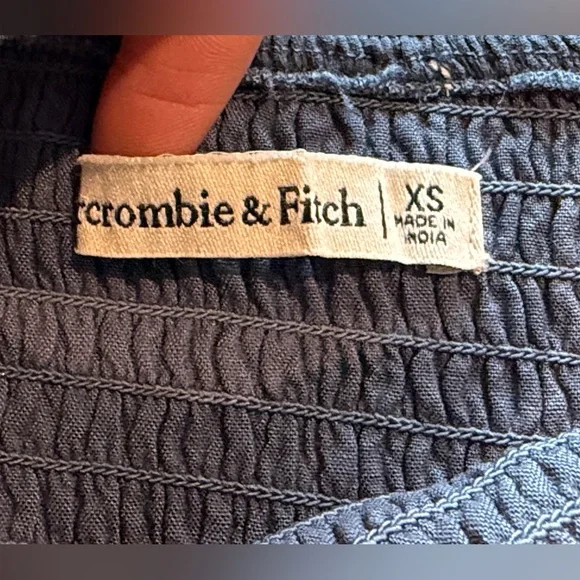 rcrombie & Fitch | XS
MADE IN
INDIA